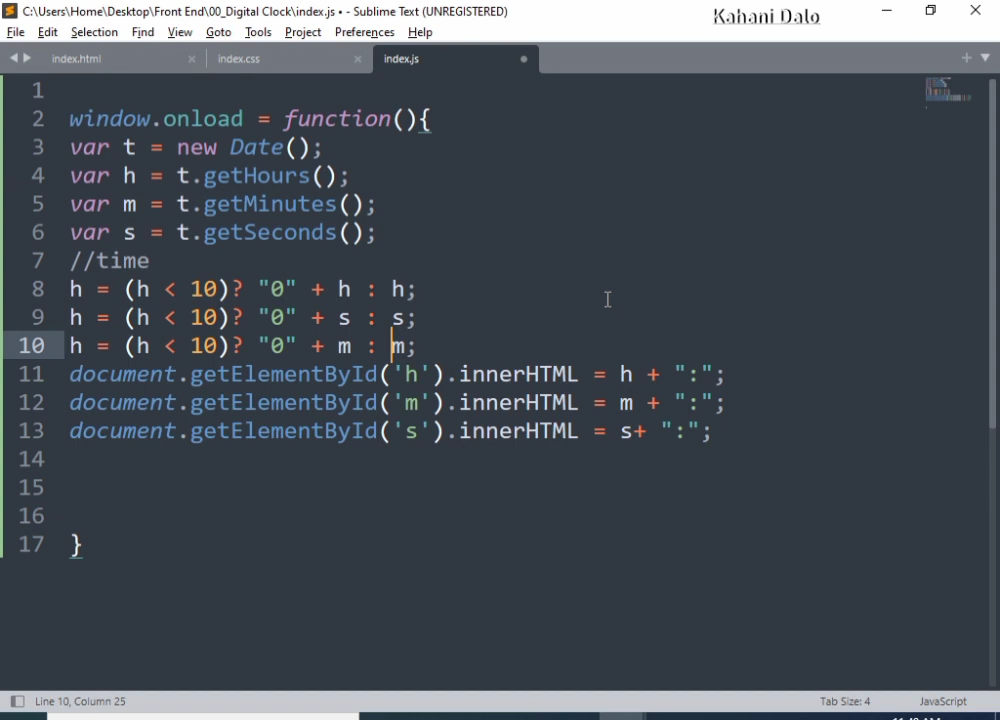 C:\Users\Home\Desktop\Front End\00_Digital Clock\index.js • - Sublime Text (UNREGISTERED)
Kahani Dalo
File Edit Selection Find View Goto Tools Project Preferences Help
index.html index.css index.js
1
2 window.onload = function(){
3 var t = new Date();
4 var h = t.getHours();
5 var m = t.getMinutes();
6 var s = t.getSeconds();
7 //time
8 h = (h < 10)? "0" + h : h;
9 h = (h < 10)? "0" + s : s;
10 h = (h < 10)? "0" + m : m;
11 document.getElementById('h').innerHTML = h + ":";
12 document.getElementById('m').innerHTML = m + ":";
13 document.getElementById('s').innerHTML = s+ ":";
14
15
16
17 }
Line 10, Column 25 Tab Size: 4 JavaScript